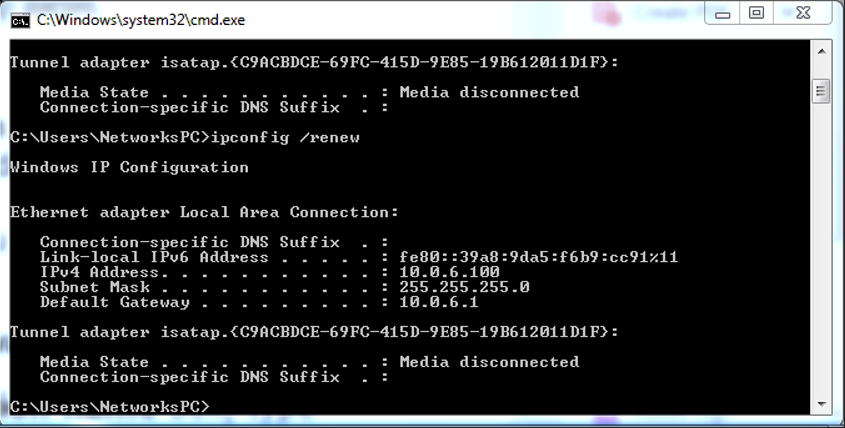 C:\Windows\system32\cmd.exe
Tunnel adapter isatap.{C9ACBDCE-69FC-415D-9E85-19B612011D1F}:
Media State . . . . . . . . . . . : Media disconnected
Connection-specific DNS Suffix  . :
C:\Users\NetworksPC>ipconfig /renew
Windows IP Configuration
Ethernet adapter Local Area Connection:
Connection-specific DNS Suffix  . :
Link-local IPv6 Address . . . . . : fe80::39a8:9da5:f6b9:cc91%11
IPv4 Address. . . . . . . . . . . : 10.0.6.100
Subnet Mask . . . . . . . . . . . : 255.255.255.0
Default Gateway . . . . . . . . . : 10.0.6.1
Tunnel adapter isatap.{C9ACBDCE-69FC-415D-9E85-19B612011D1F}:
Media State . . . . . . . . . . . : Media disconnected
Connection-specific DNS Suffix  . :
C:\Users\NetworksPC>